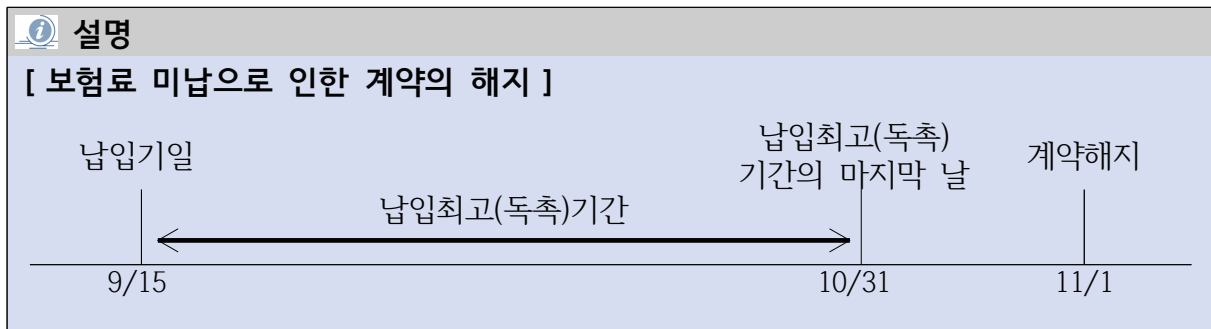 설명
[ 보험료 미납으로 인한 계약의 해지 ]
납입기일
납입최고(독촉)기간
납입최고(독촉)
기간의 마지막 날
계약해지
9/15
10/31
11/1